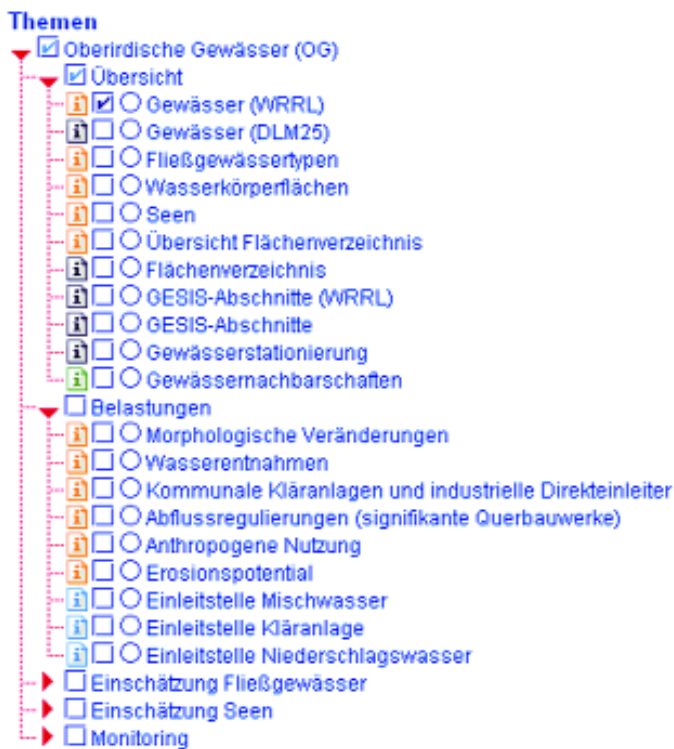 Themen
Oberirdische Gewässer (OG)
Übersicht
Gewässer (WRRL)
Gewässer (DLM25)
Fließgewässertypen
Wasserkörperflächen
Seen
Übersicht Flächenverzeichnis
Flächenverzeichnis
GESIS-Abschnitte (WRRL)
GESIS-Abschnitte
Gewässerstationierung
Gewässernachbarschaften
Belastungen
Morphologische Veränderungen
Wasserentnahmen
Kommunale Kläranlagen und industrielle Direkteinleiter
Abflussregulierungen (signifikante Querbauwerke)
Anthropogene Nutzung
Erosionspotential
Einleitstelle Mischwasser
Einleitstelle Kläranlage
Einleitstelle Niederschlagswasser
Einschätzung Fließgewässer
Einschätzung Seen
Monitoring